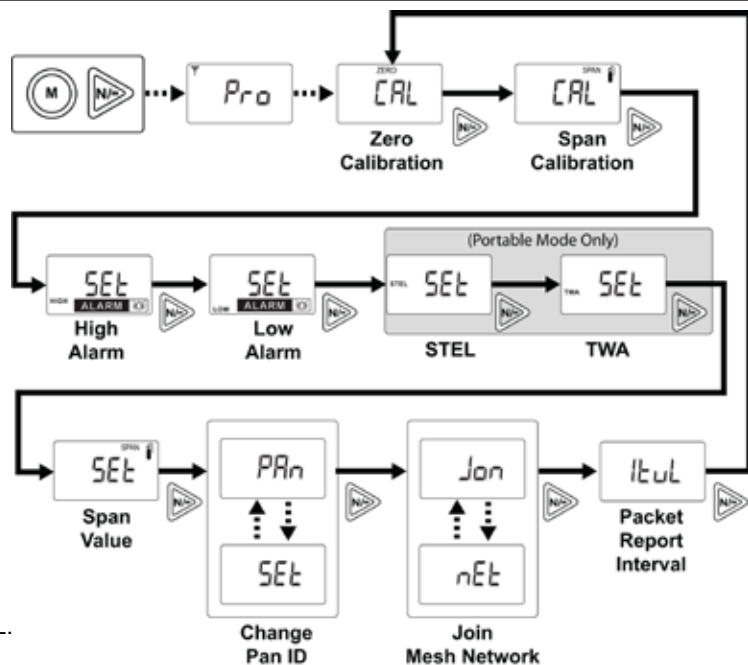 M N/-
Pro
ZERO
CAL
N/-
Zero
Calibration
SPAN
CAL
N/-
Span
Calibration
HIGH
SEt
ALARM
N/-
High
Alarm
LOW
SEt
ALARM
N/-
Low
Alarm
(Portable Mode Only)
STEL
SEt
N/-
STEL
TWA
SEt
N/-
TWA
SPAN
SEt
N/-
Span
Value
PAn
SEt
N/-
Change
Pan ID
Jon
nEt
N/-
Join
Mesh Network
ItuL
N/-
Packet
Report
Interval